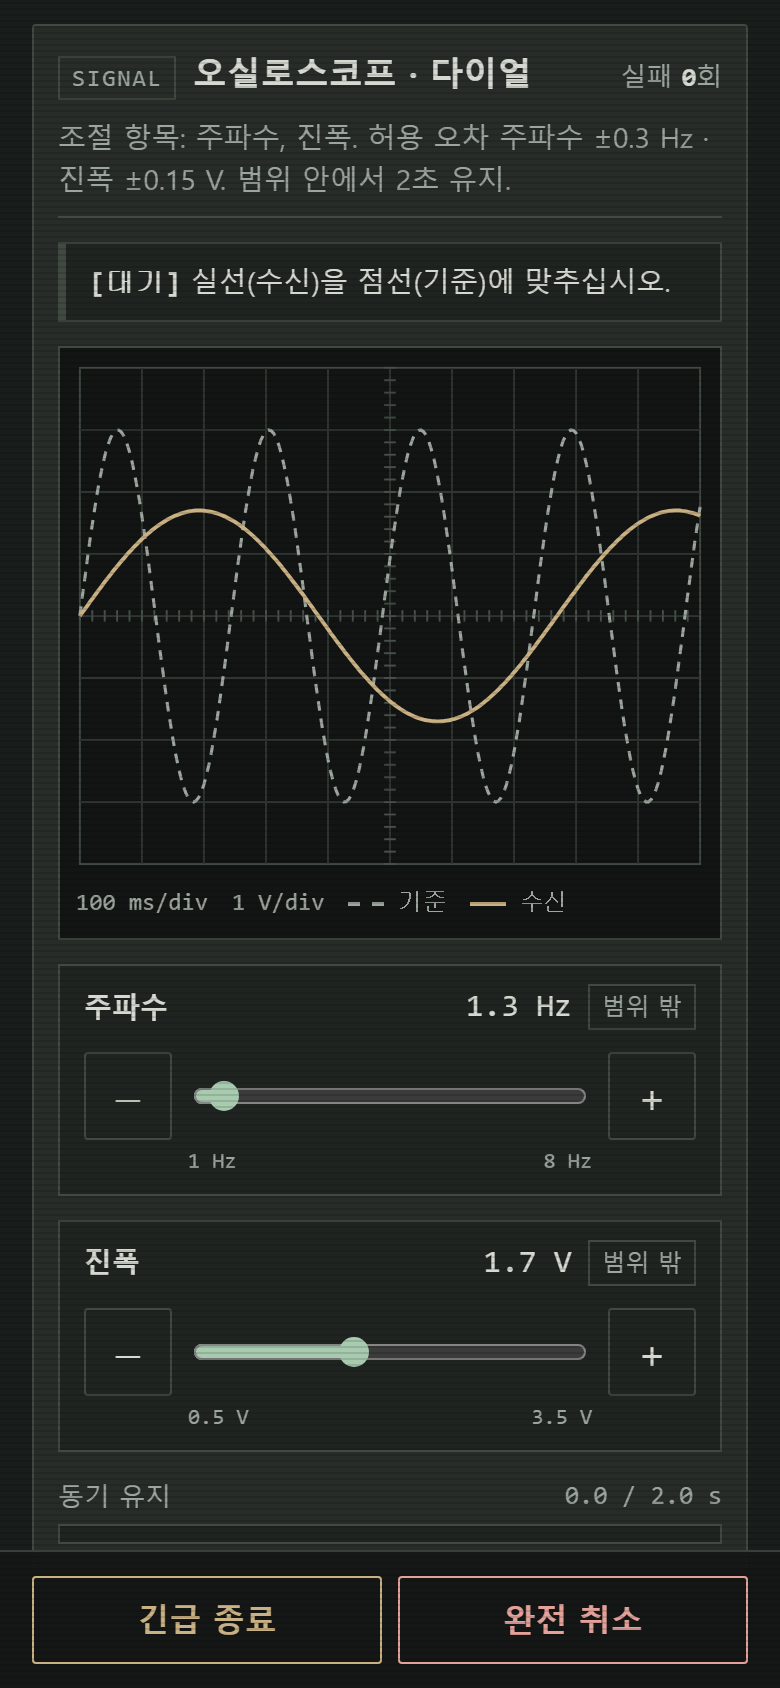 SIGNAL 오실로스코프 · 다이얼 실패 0회
조절 항목: 주파수, 진폭. 허용 오차 주파수 ±0.3 Hz ·
진폭 ±0.15 V. 범위 안에서 2초 유지.
[대기] 실선(수신)을 점선(기준)에 맞추십시오.
100 ms/div 1 V/div 기준 수신
주파수 1.3 Hz 범위 밖
— +
1 Hz 8 Hz
진폭 1.7 V 범위 밖
— +
0.5 V 3.5 V
동기 유지 0.0 / 2.0 s
긴급 종료 완전 취소